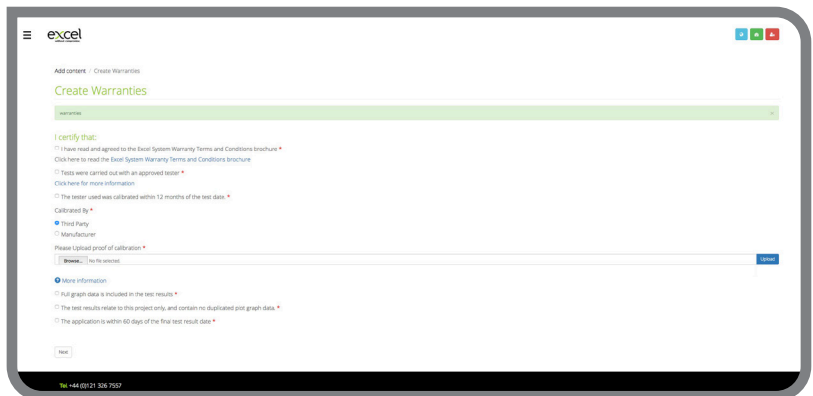 excel
without compromise.
Add content / Create Warranties
Create Warranties
warranties
×
I certify that:
I have read and agreed to the Excel System Warranty Terms and Conditions brochure *
Click here to read the Excel System Warranty Terms and Conditions brochure
Tests were carried out with an approved tester *
Click here for more information
The tester used was calibrated within 12 months of the test date. *
Calibrated By *
Third Party
Manufacturer
Please Upload proof of calibration *
Browse... No file selected. Upload
More information
Full graph data is included in the test results *
The test results relate to this project only, and contain no duplicated plot graph data. *
The application is within 60 days of the final test result date *
Next
Tel. +44 (0)121 326 7557